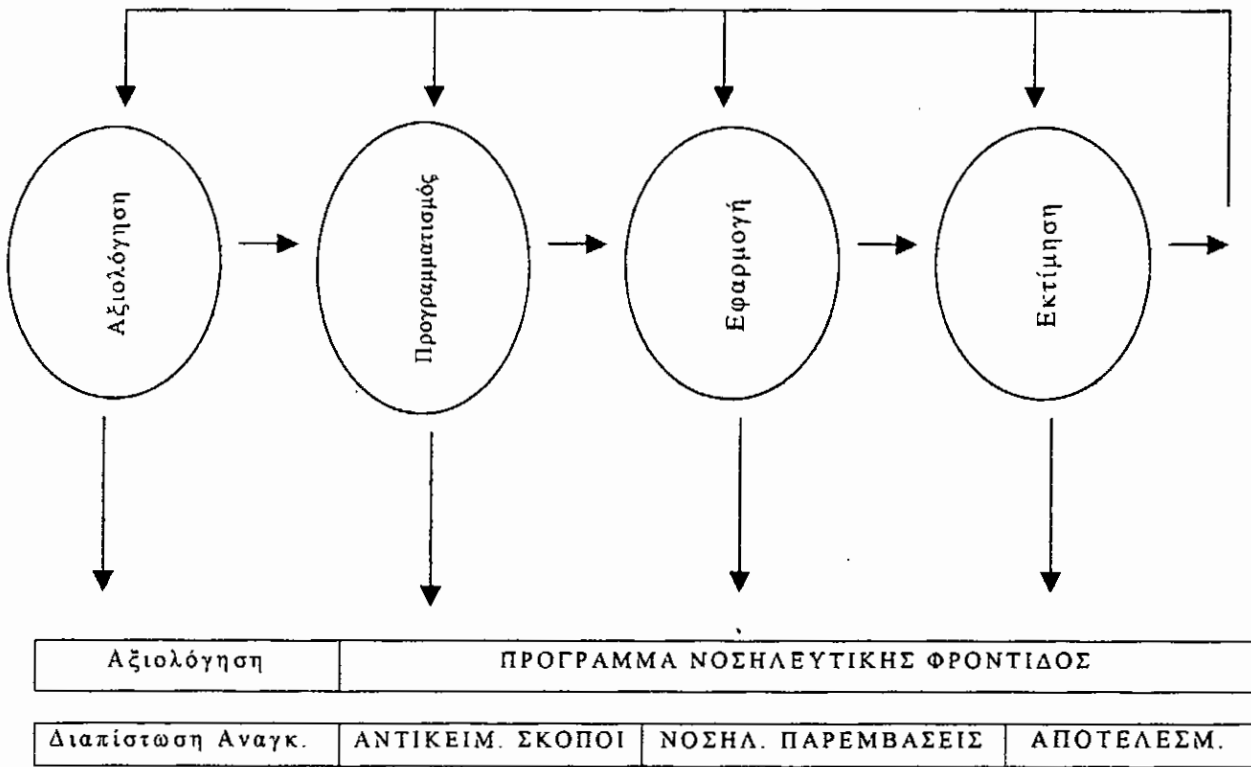 Αξιολόγηση
Προγραμματισμός
Εφαρμογή
Εκτίμηση
Αξιολόγηση ΠΡΟΓΡΑΜΜΑ ΝΟΣΗΛΕΥΤΙΚΗΣ ΦΡΟΝΤΙΔΟΣ
Διαπίστωση Αναγκ. ΑΝΤΙΚΕΙΜ. ΣΚΟΠΟΙ ΝΟΣΗΛ. ΠΑΡΕΜΒΑΣΕΙΣ ΑΠΟΤΕΛΕΣΜ.